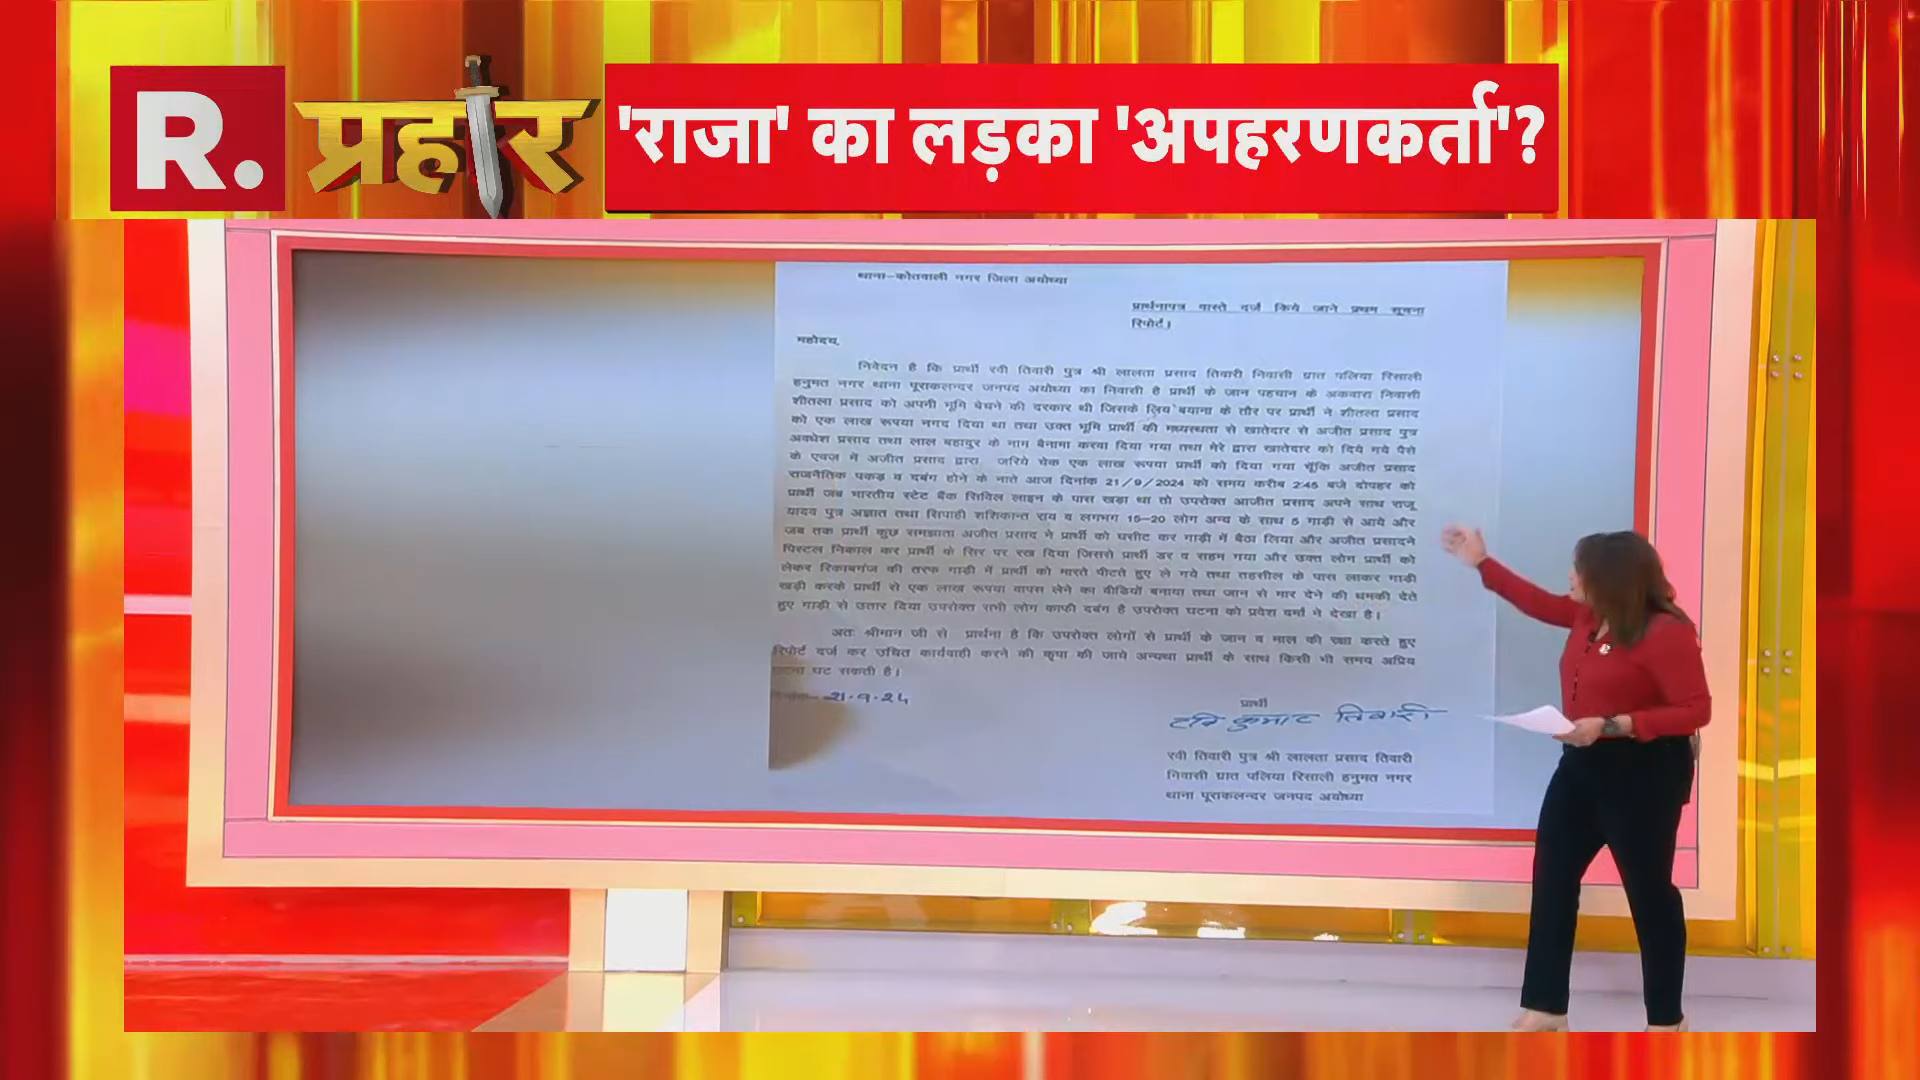 R.
प्रहार
'राजा' का लड़का 'अपहरणकर्ता'?
थाना–कोतवाली नगर जिला अयोध्या
प्रार्थनापत्र वास्ते दर्ज किये जाने प्रथम सूचना
रिपोर्ट।
महोदय,
निवेदन है कि प्रार्थी रवी तिवारी पुत्र श्री लालता प्रसाद तिवारी निवासी ग्रात पलिया रिसाली
हनुमत नगर थाना पूराकलन्दर जनपद अयोध्या का निवासी है प्रार्थी के जान पहचान के अकवारा निवासी
शीतला प्रसाद को अपनी भूमि बेचने की दरकार थी जिसके लिय बयाना के तौर पर प्रार्थी ने शीतला प्रसाद
को एक लाख रूपया नगद दिया था तथा उक्त भूमि प्रार्थी की मध्यस्थता से खातेदार से अजीत प्रसाद पुत्र
अवधेश प्रसाद तथा लाल बहादुर के नाम बैनामा करवा दिया गया तथा मेरे द्वारा खातेदार को दिये गये पैसे
के एवज में अजीत प्रसाद द्वारा जरिये चेक एक लाख रूपया प्रार्थी को दिया गया चूंकि अजीत प्रसाद
राजनैतिक पकड़ व दबंग होने के नाते आज दिनांक 21/9/2024 को समय करीब 2:45 बजे दोपहर को
प्रार्थी जब भारतीय स्टेट बैंक सिविल लाइन के पास खड़ा था तो उपरोक्त आजीत प्रसाद अपने साथ राजू
यादव पुत्र अज्ञात तथा सिपाही शशिकान्त राय व लगभग 15–20 लोग अन्य के साथ 5 गाड़ी से आये और
जब तक प्रार्थी कुछ समझाता अजीत प्रसाद ने प्रार्थी को घसीट कर गाड़ी में बैठा लिया और अजीत प्रसादने
पिस्टल निकाल कर प्रार्थी के सिर पर रख दिया जिससे प्रार्थी डर व सहम गया और उक्त लोग प्रार्थी को
लेकर रिकाबगंज की तरफ गाड़ी में प्रार्थी को मारते पीटते हुए ले गये तथा तहसील के पास लाकर गाड़ी
खड़ी करके प्रार्थी से एक लाख रूपया वापस लेने का वीडियों बनाया तथा जान से मार देने की धमकी देते
हुए गाड़ी से उतार दिया उपरोक्त सभी लोग काफी दबंग है उपरोक्त घटना को प्रवेश वर्मा ने देखा है।
अतः श्रीमान जी से प्रार्थना है कि उपरोक्त लोगों से प्रार्थी के जान व माल की रक्षा करते हुए
रिपोर्ट दर्ज कर उचित कार्यवाही करने की कृपा की जाये अन्यथा प्रार्थी के साथ किसी भी समय अप्रिय
घटना घट सकती है।
21.9.24
प्रार्थी
रवि कुमार तिवारी
रवी तिवारी पुत्र श्री लालता प्रसाद तिवारी
निवासी ग्रात पलिया रिसाली हनुमत नगर
थाना पूराकलन्दर जनपद अयोध्या